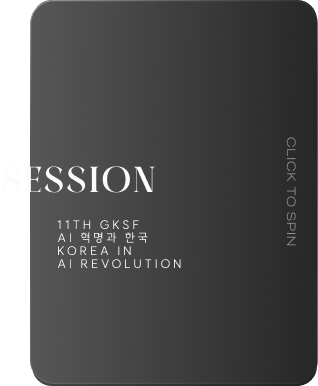 SESSION
11TH GKSF
AI 혁명과 한국
KOREA IN
AI REVOLUTION
CLICK TO SPIN